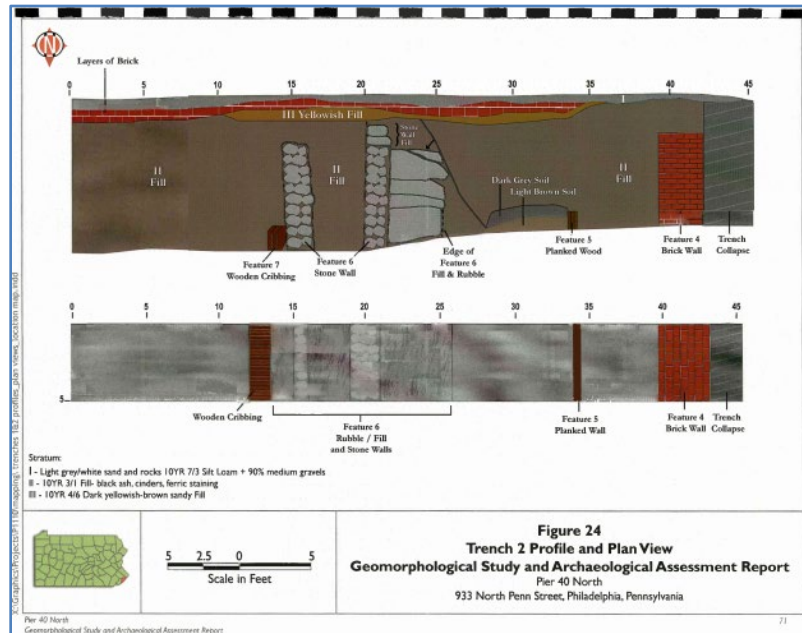 N
Layers of Brick
0 5 10 15 20 25 30 35 40 45
III Yellowish Fill
Stone
Wall
Fill
II
Fill
II
Fill
II
Fill
Dark Grey Soil
Light Brown Soil
Feature 7
Wooden Cribbing
Feature 6
Stone Wall
Edge of
Feature 6
Fill & Rubble
Feature 5
Planked Wood
Feature 4
Brick Wall
Trench
Collapse
0 5 10 15 20 25 30 35 40 45
5
Wooden Cribbing
Feature 6
Rubble / Fill
and Stone Walls
Feature 5
Planked Wall
Feature 4
Brick Wall
Trench
Collapse
Stratum:
I - Light grey/white sand and rocks 10YR 7/3 Silt Loam + 90% medium gravels
II - 10YR 3/1 Fill- black ash, cinders, ferric staining
III - 10YR 4/6 Dark yellowish-brown sandy Fill
5 2.5 0 5
Scale in Feet
Figure 24
Trench 2 Profile and Plan View
Geomorphological Study and Archaeological Assessment Report
Pier 40 North
933 North Penn Street, Philadelphia, Pennsylvania
Pier 40 North
Geomorphological Study and Archaeological Assessment Report
71